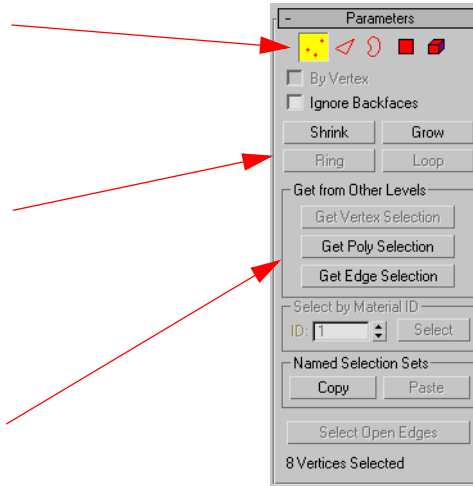 - Parameters
By Vertex
Ignore Backfaces
Shrink Grow
Ring Loop
Get from Other Levels
Get Vertex Selection
Get Poly Selection
Get Edge Selection
Select by Material ID
ID: 1 Select
Named Selection Sets
Copy Paste
Select Open Edges
8 Vertices Selected